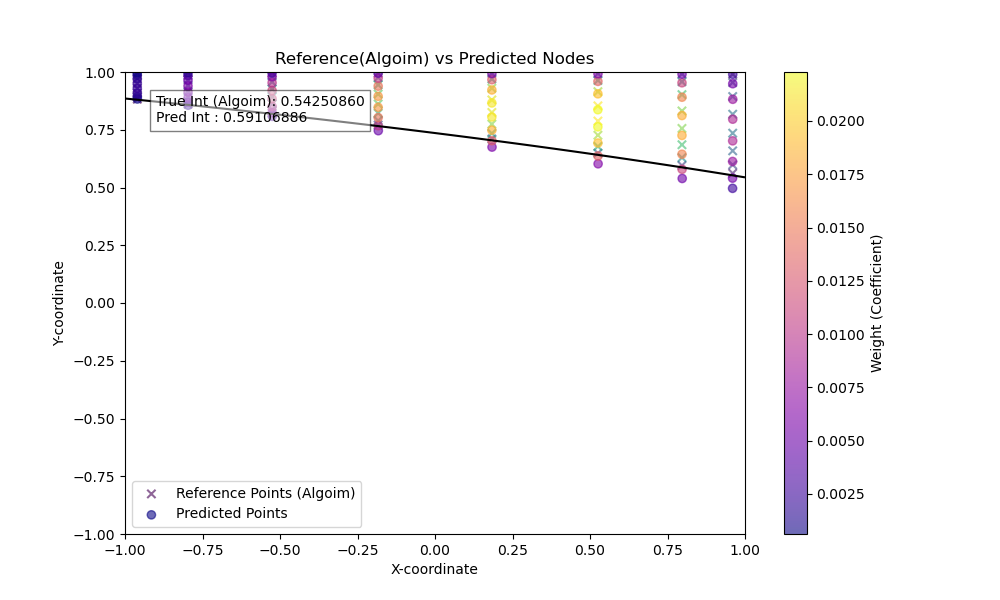 Reference(Algoim) vs Predicted Nodes
True Int (Algoim): 0.54250860
Pred Int : 0.59106886
Y-coordinate
1.00
0.75
0.50
0.25
0.00
−0.25
−0.50
−0.75
−1.00
Reference Points (Algoim)
Predicted Points
−1.00 −0.75 −0.50 −0.25 0.00 0.25 0.50 0.75 1.00
X-coordinate
0.0200
0.0175
0.0150
0.0125
0.0100
0.0075
0.0050
0.0025
Weight (Coefficient)